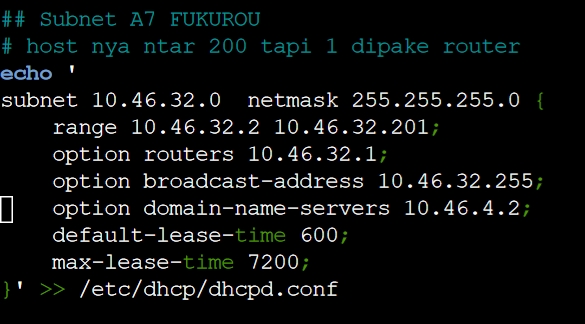 ## Subnet A7 FUKUROU
# host nya ntar 200 tapi 1 dipake router
echo '
subnet 10.46.32.0  netmask 255.255.255.0 {
    range 10.46.32.2 10.46.32.201;
    option routers 10.46.32.1;
    option broadcast-address 10.46.32.255;
    option domain-name-servers 10.46.4.2;
    default-lease-time 600;
    max-lease-time 7200;
}' >> /etc/dhcp/dhcpd.conf